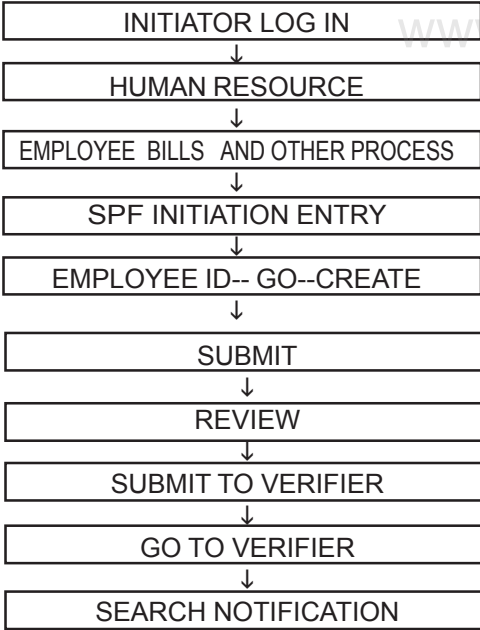 INITIATOR LOG IN
↓
HUMAN RESOURCE
↓
EMPLOYEE BILLS AND OTHER PROCESS
↓
SPF INITIATION ENTRY
↓
EMPLOYEE ID-- GO--CREATE
↓
SUBMIT
↓
REVIEW
↓
SUBMIT TO VERIFIER
↓
GO TO VERIFIER
↓
SEARCH NOTIFICATION